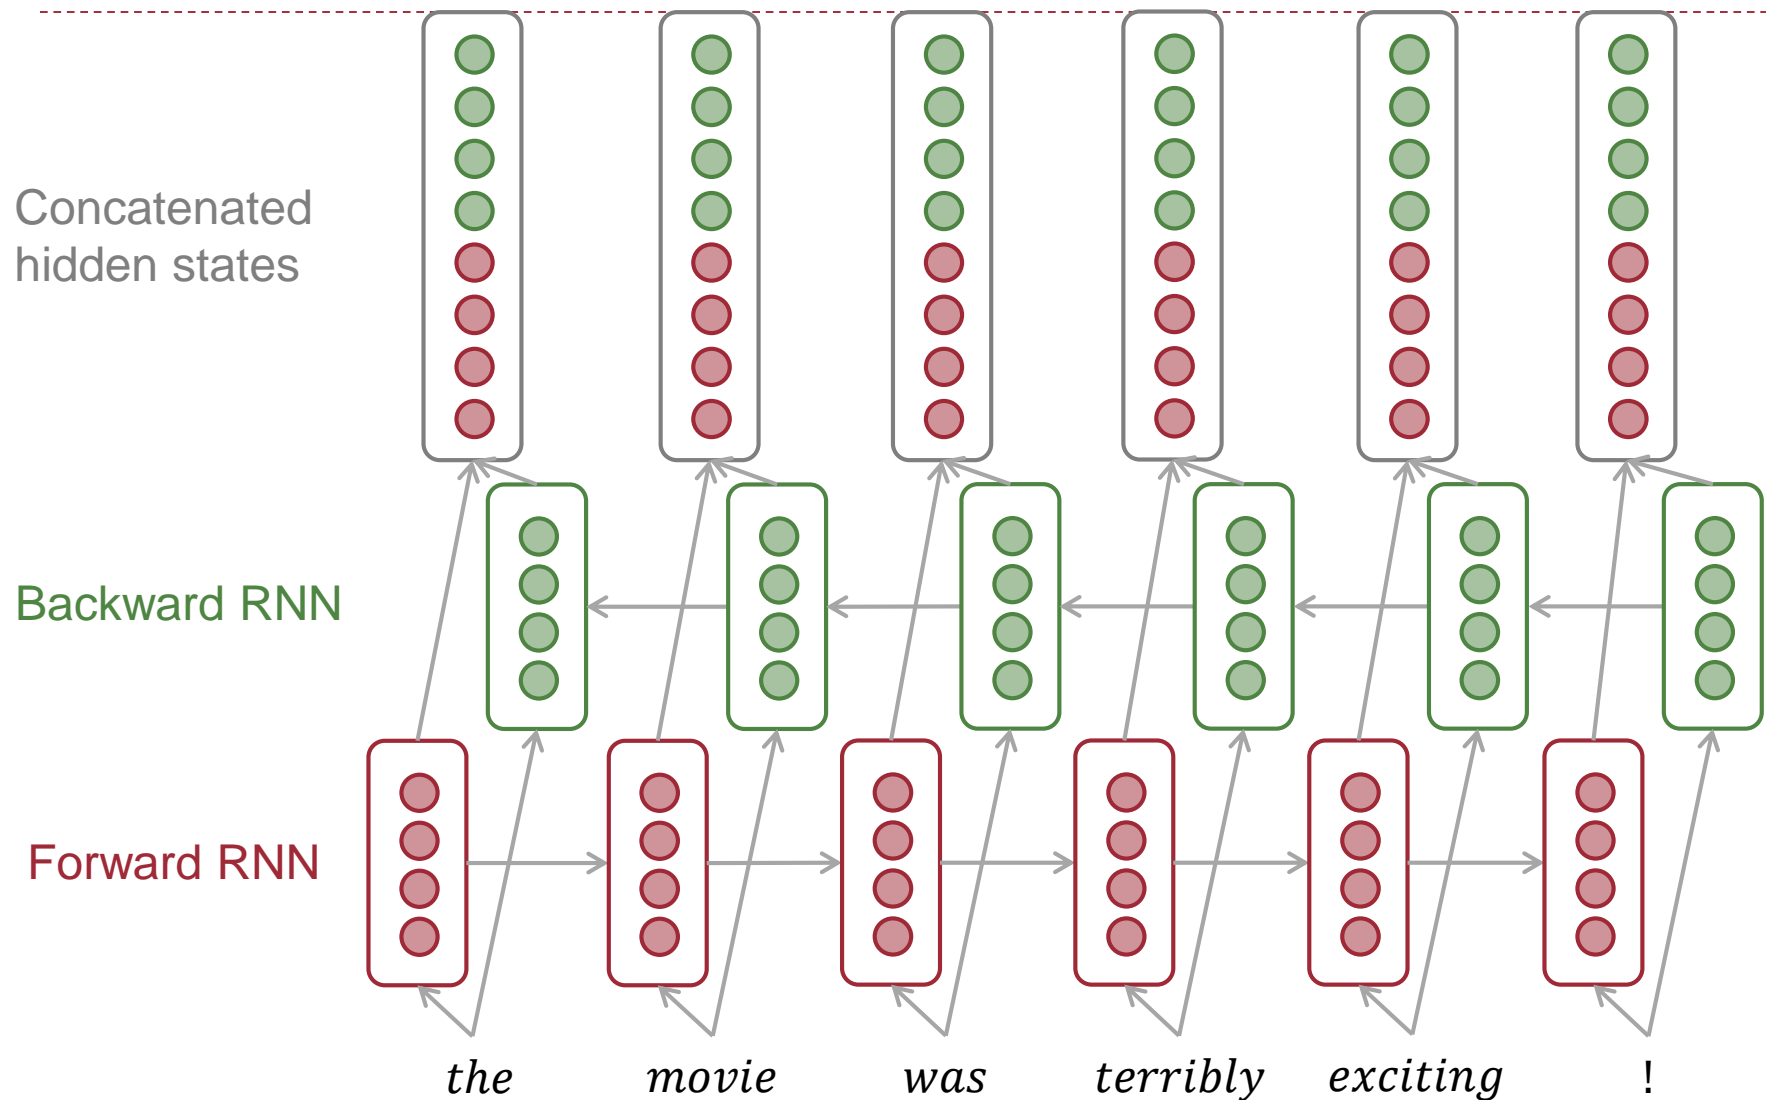 Concatenated
hidden states
Backward RNN
Forward RNN
the movie was terribly exciting !